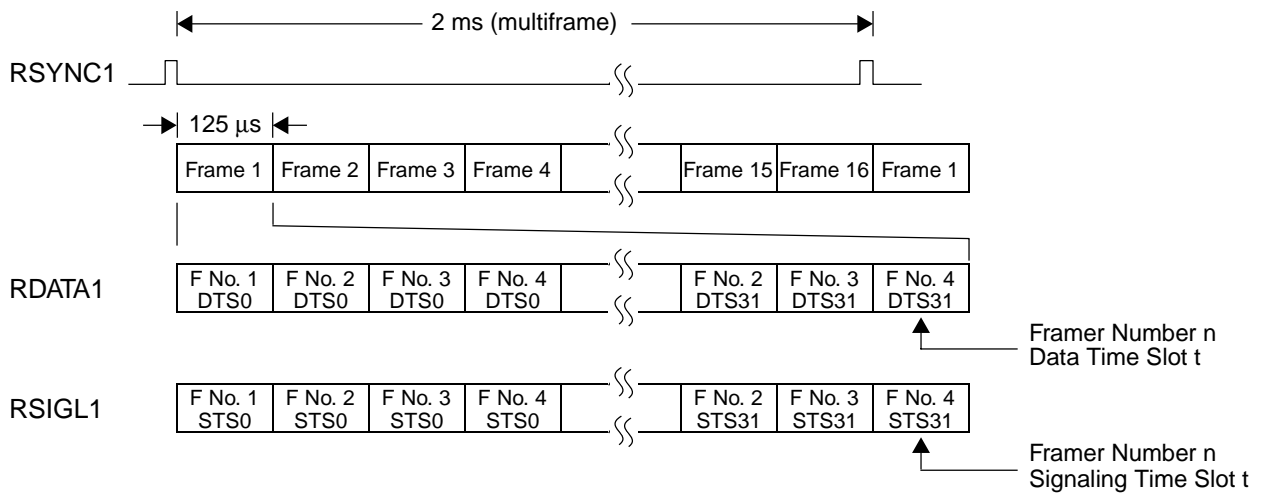 2 ms (multiframe)
RSYNC1
125 μs
Frame 1 Frame 2 Frame 3 Frame 4 Frame 15 Frame 16 Frame 1
RDATA1
F No. 1 F No. 2 F No. 3 F No. 4 F No. 2 F No. 3 F No. 4
DTS0 DTS0 DTS0 DTS0 DTS31 DTS31 DTS31
Framer Number n
Data Time Slot t
RSIGL1
F No. 1 F No. 2 F No. 3 F No. 4 F No. 2 F No. 3 F No. 4
STS0 STS0 STS0 STS0 STS31 STS31 STS31
Framer Number n
Signaling Time Slot t